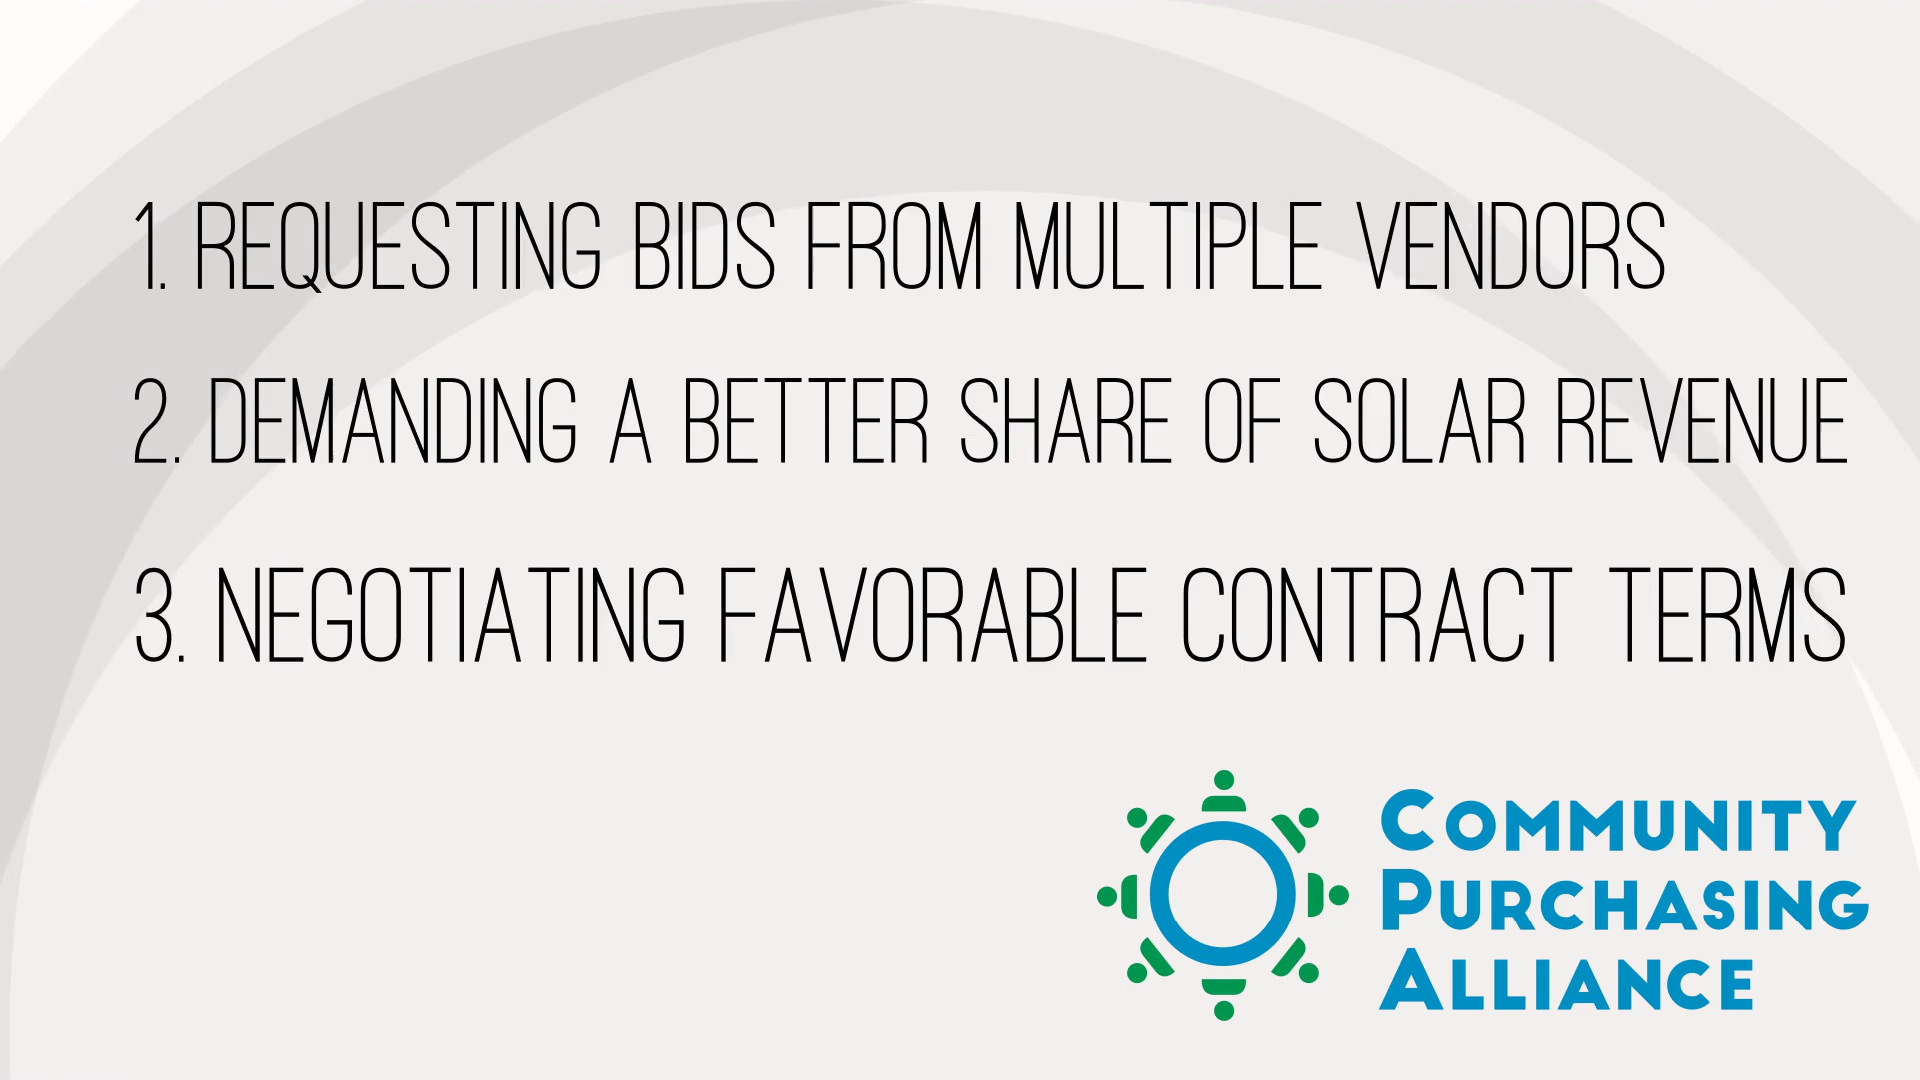 1. REQUESTING BIDS FROM MULTIPLE VENDORS
2. DEMANDING A BETTER SHARE OF SOLAR REVENUE
3. NEGOTIATING FAVORABLE CONTRACT TERMS
COMMUNITY
PURCHASING
ALLIANCE